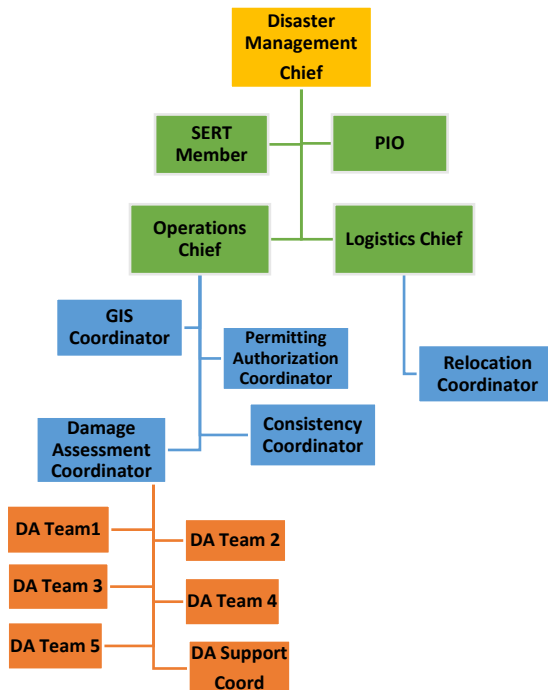 Disaster
Management
Chief
SERT
Member
PIO
Operations
Chief
Logistics Chief
GIS
Coordinator
Permitting
Authorization
Coordinator
Relocation
Coordinator
Damage
Assessment
Coordinator
Consistency
Coordinator
DA Team1
DA Team 2
DA Team 3
DA Team 4
DA Team 5
DA Support
Coord